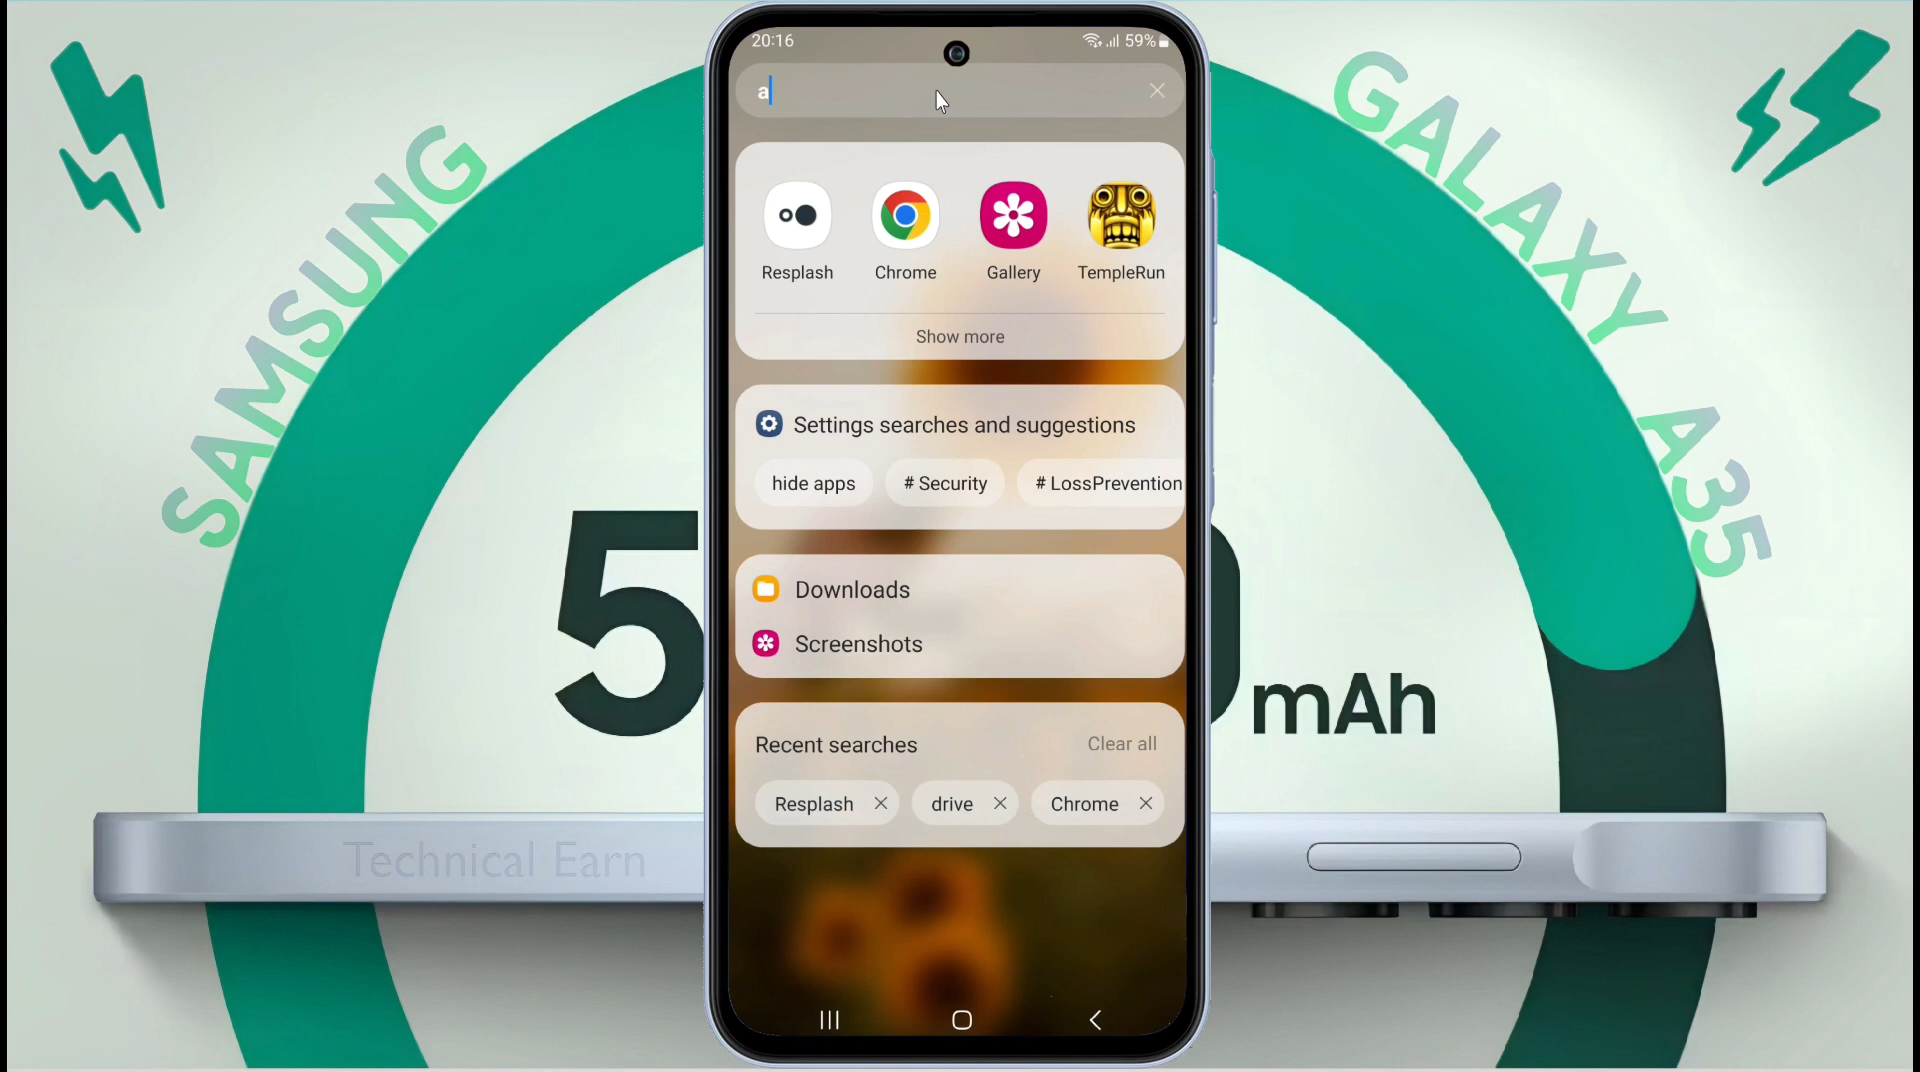 SAMSUNG
GALAXY A35
20:16
59%
a
Resplash
Chrome
Gallery
TempleRun
Show more
Settings searches and suggestions
hide apps
# Security
# LossPrevention
Downloads
Screenshots
Recent searches
Clear all
Resplash
drive
Chrome
5
mAh
Technical Earn